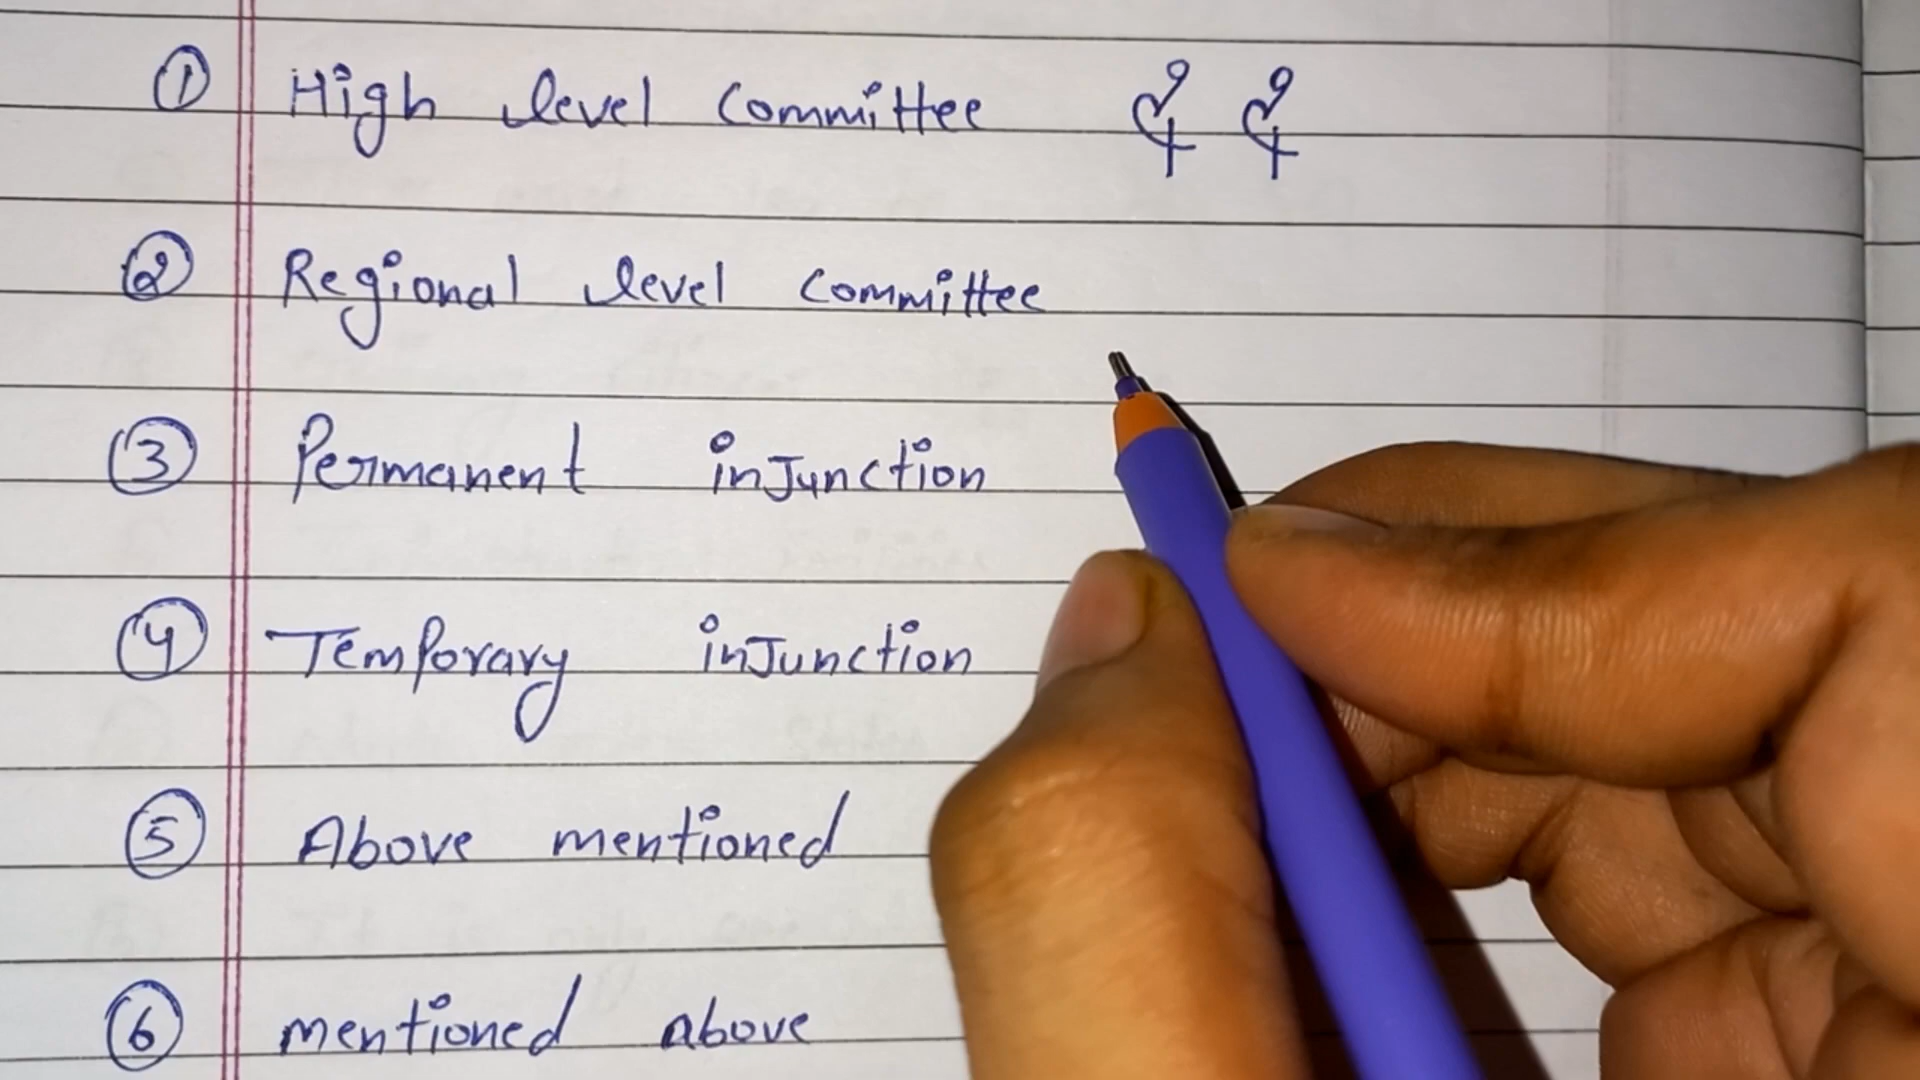 ① High level Committee
② Regional level committee
③ Permanent inJunction
④ Temporary inJunction
⑤ Above mentioned
⑥ mentioned above